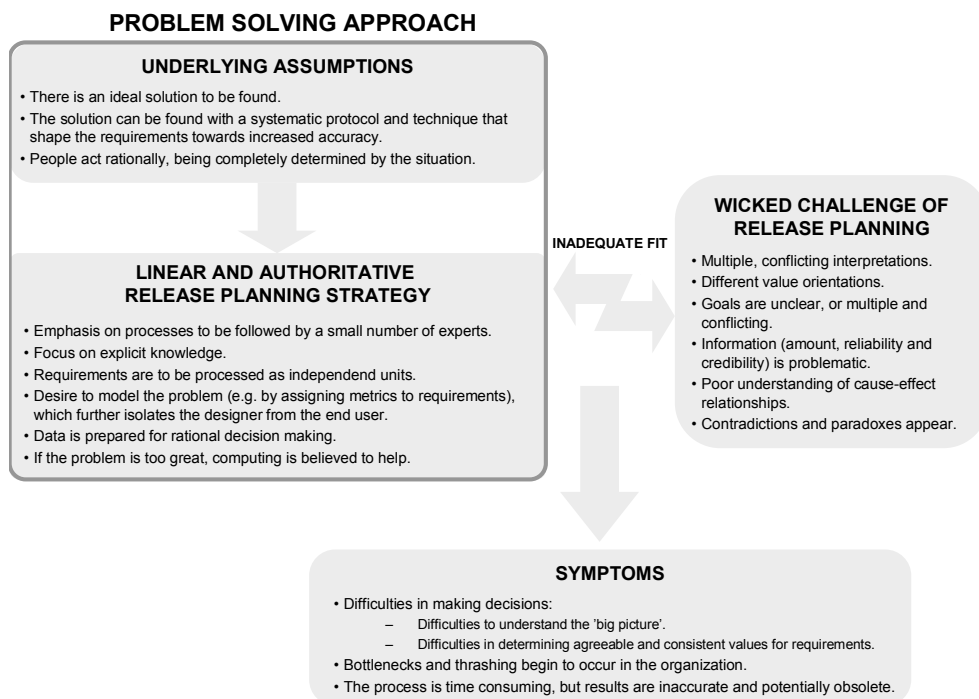 PROBLEM SOLVING APPROACH
UNDERLYING ASSUMPTIONS
• There is an ideal solution to be found.
• The solution can be found with a systematic protocol and technique that
shape the requirements towards increased accuracy.
• People act rationally, being completely determined by the situation.
LINEAR AND AUTHORITATIVE
RELEASE PLANNING STRATEGY
• Emphasis on processes to be followed by a small number of experts.
• Focus on explicit knowledge.
• Requirements are to be processed as independend units.
• Desire to model the problem (e.g. by assigning metrics to requirements),
which further isolates the designer from the end user.
• Data is prepared for rational decision making.
• If the problem is too great, computing is believed to help.
INADEQUATE FIT
WICKED CHALLENGE OF
RELEASE PLANNING
• Multiple, conflicting interpretations.
• Different value orientations.
• Goals are unclear, or multiple and
conflicting.
• Information (amount, reliability and
credibility) is problematic.
• Poor understanding of cause-effect
relationships.
• Contradictions and paradoxes appear.
SYMPTOMS
• Difficulties in making decisions:
– Difficulties to understand the 'big picture'.
– Difficulties in determining agreeable and consistent values for requirements.
• Bottlenecks and thrashing begin to occur in the organization.
• The process is time consuming, but results are inaccurate and potentially obsolete.